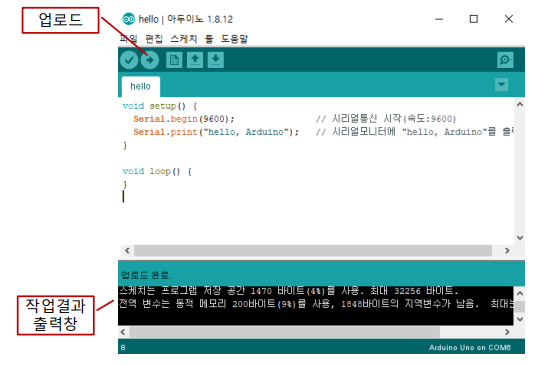 업로드
hello | 아두이노 1.8.12
파일 편집 스케치 툴 도움말
hello
void setup() {
Serial.begin(9600); // 시리얼통신 시작(속도:9600)
Serial.print("hello, Arduino"); // 시리얼모니터에 "hello, Arduino"를 출력
}
void loop() {
}
업로드 완료.
스케치는 프로그램 저장 공간 1470 바이트(4%)를 사용. 최대 32256 바이트.
전역 변수는 동적 메모리 200바이트(9%)를 사용, 1848바이트의 지역변수가 남음. 최대는
작업결과
출력창
8
Arduino Uno on COM6